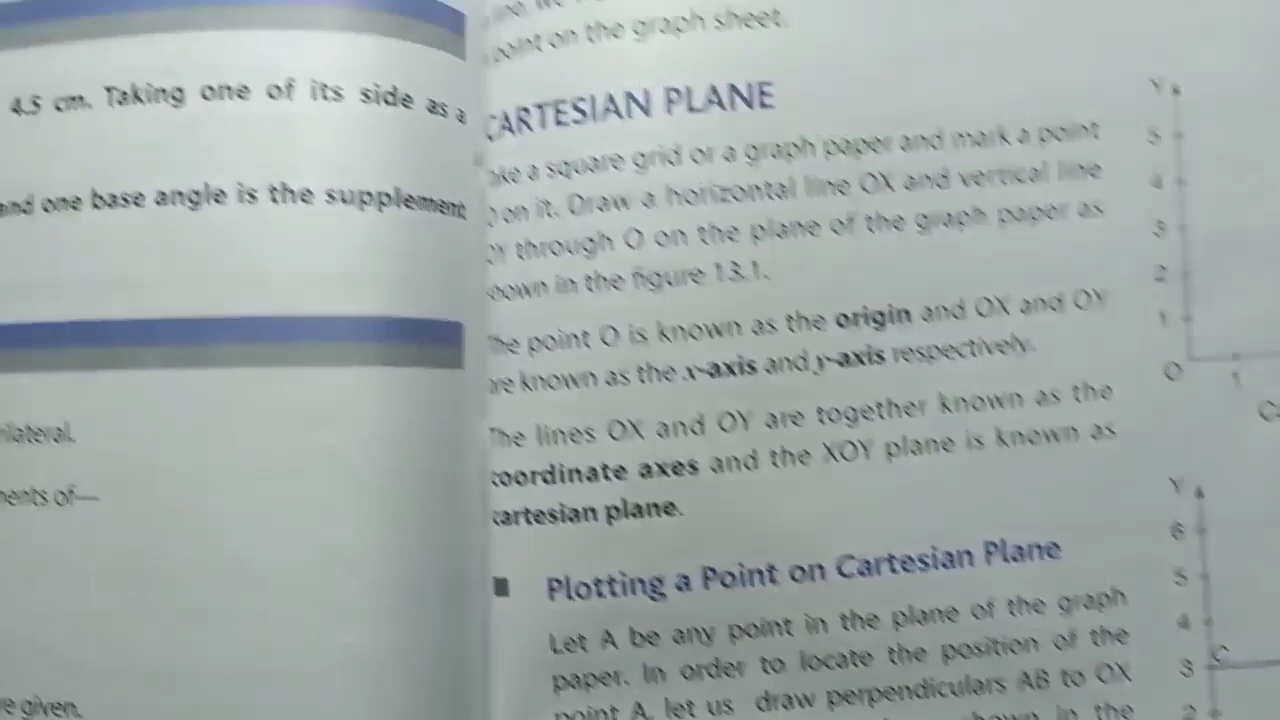 4.5 cm. Taking one of its side as a
and one base angle is the supplement
ments of—
given.
point on the graph sheet.
CARTESIAN PLANE
a square grid or a graph paper and mark a point
O on it. Draw a horizontal line OX and vertical line
OY through O on the plane of the graph paper as
shown in the figure 13.1.
The point O is known as the origin and OX and OY
are known as the x-axis and y-axis respectively.
The lines OX and OY are together known as the
coordinate axes and the XOY plane is known as
cartesian plane.
Plotting a Point on Cartesian Plane
Let A be any point in the plane of the graph
paper. In order to locate the position of the
point A, let us draw perpendiculars AB to OX
shown in the
Y
5
4
3
2
1
O 1
Y
6
5
4
3 C
2